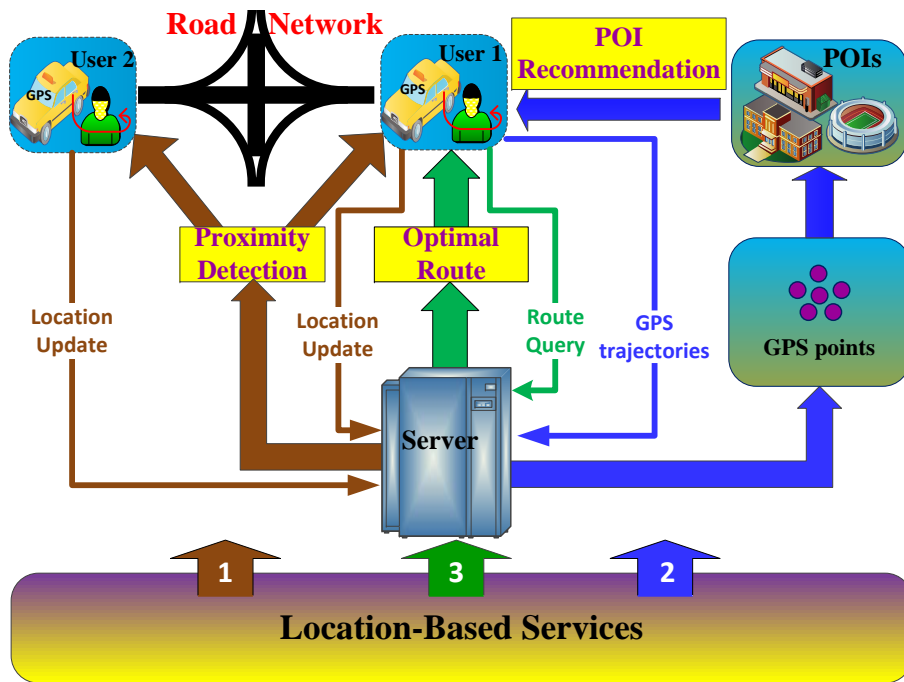 Road Network
User 2
GPS
User 1
GPS
POI
Recommendation
POIs
Proximity
Detection
Optimal
Route
Location
Update
Location
Update
Route
Query
GPS
trajectories
GPS points
Server
1
3
2
Location-Based Services